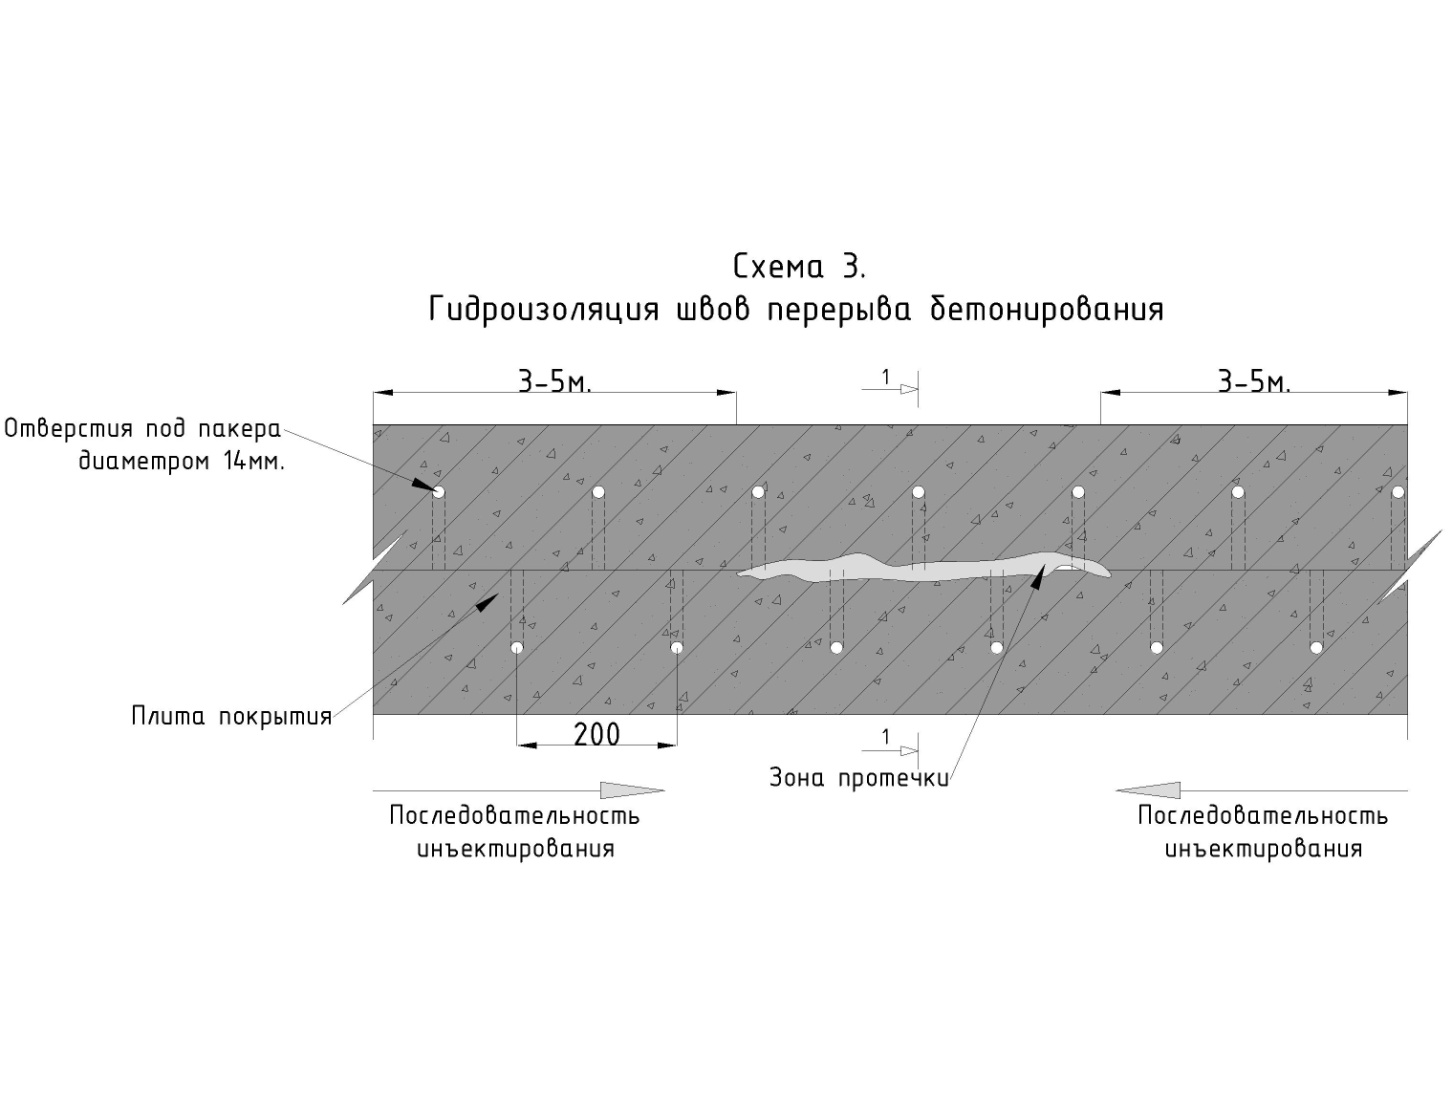 Схема 3.
Гидроизоляция швов перерыва бетонирования
3-5м.
1
3-5м.
Отверстия под пакера
диаметром 14мм.
Плита покрытия
200
1
Зона протечки
Последовательность
инъектирования
Последовательность
инъектирования